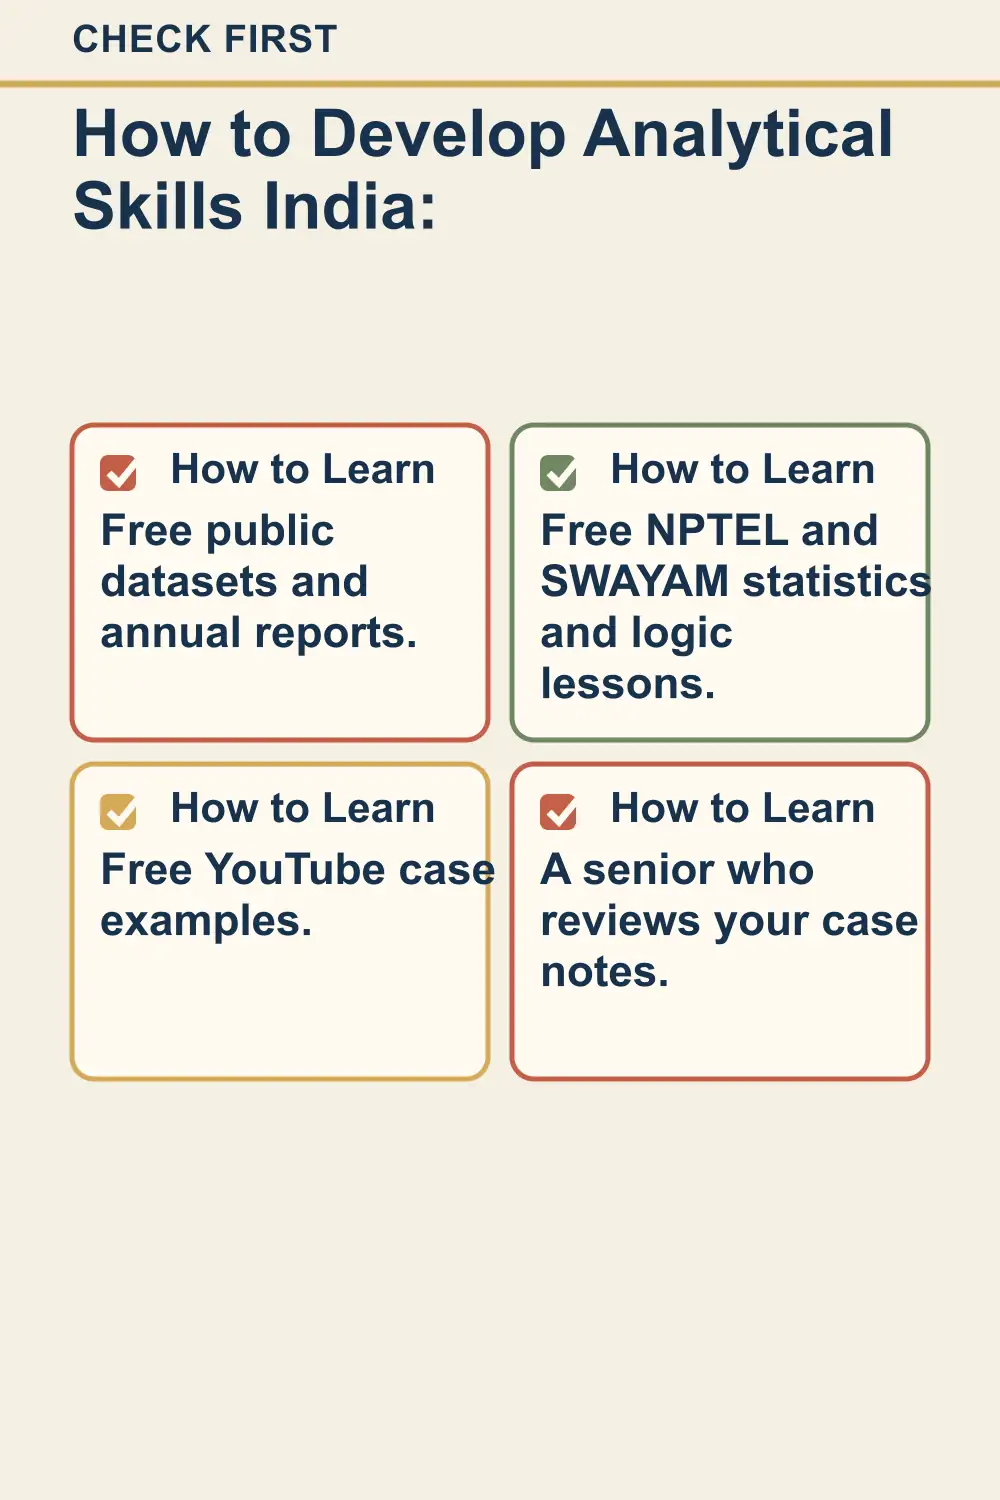 CHECK FIRST
How to Develop Analytical
Skills India:
How to Learn
Free public
datasets and
annual reports.
How to Learn
Free NPTEL and
SWAYAM statistics
and logic
lessons.
How to Learn
Free YouTube case
examples.
How to Learn
A senior who
reviews your case
notes.